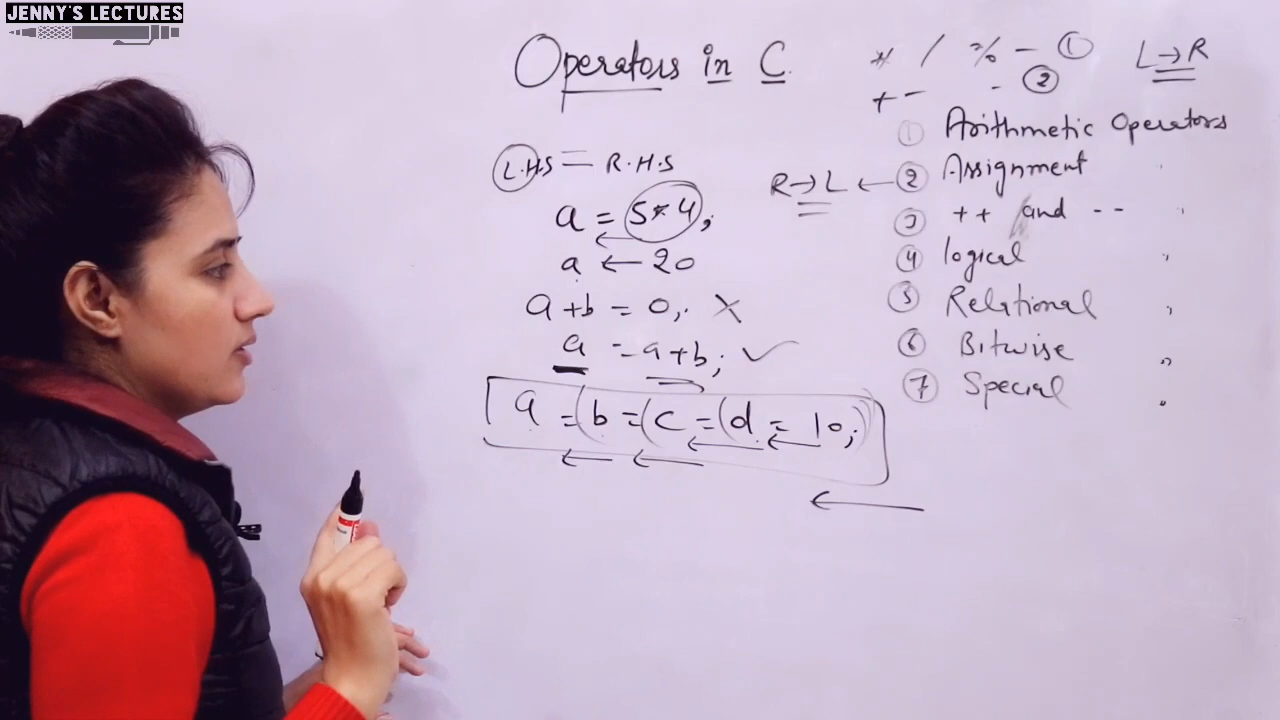 JENNY'S LECTURES
Operators in C
L.H.S = R.H.S
a = 5*4;
a ← 20
a+b = 0; ✗
a = a+b; ✓
a =(b =(c =(d = 10;)
* / % - ①
+ - - ②
L→R
① Arithmetic Operators
R→L ← ② Assignment "
③ ++ and -- "
④ logical "
⑤ Relational "
⑥ Bitwise "
⑦ Special "